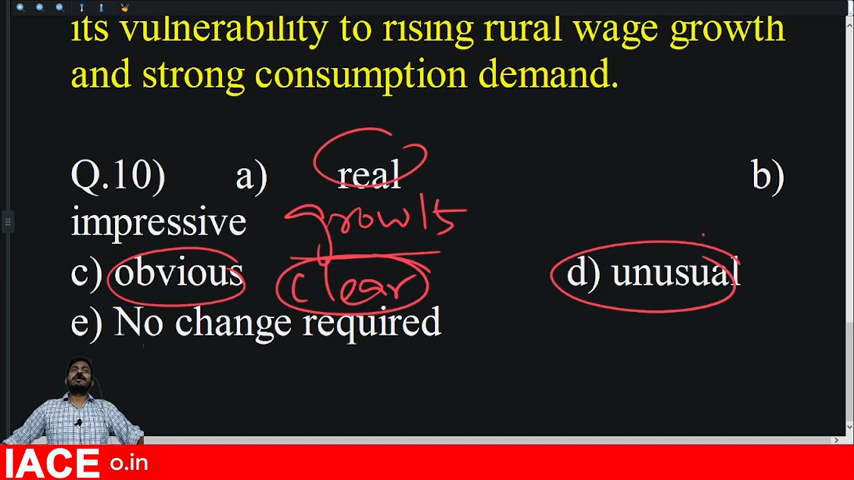 its vulnerability to rising rural wage growth
and strong consumption demand.
Q.10) a) real b)
impressive growth
c) obvious clear d) unusual
e) No change required
IACE o.in